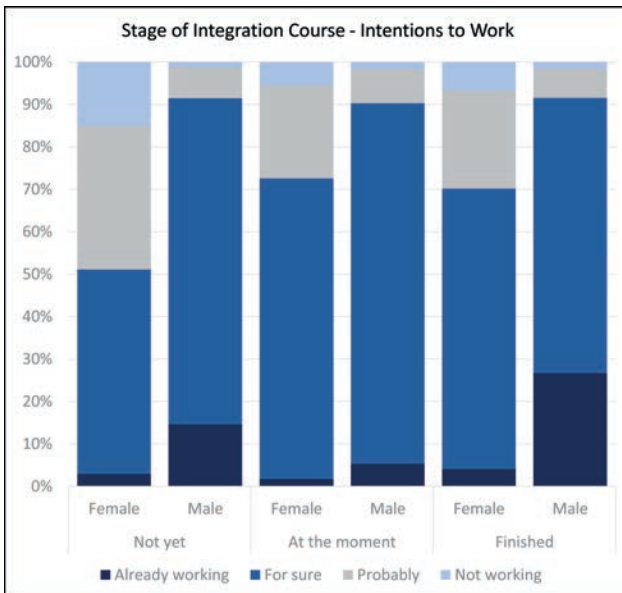 Stage of Integration Course - Intentions to Work
100%
90%
80%
70%
60%
50%
40%
30%
20%
10%
0%
Female Male Female Male Female Male
Not yet At the moment Finished
Already working For sure Probably Not working